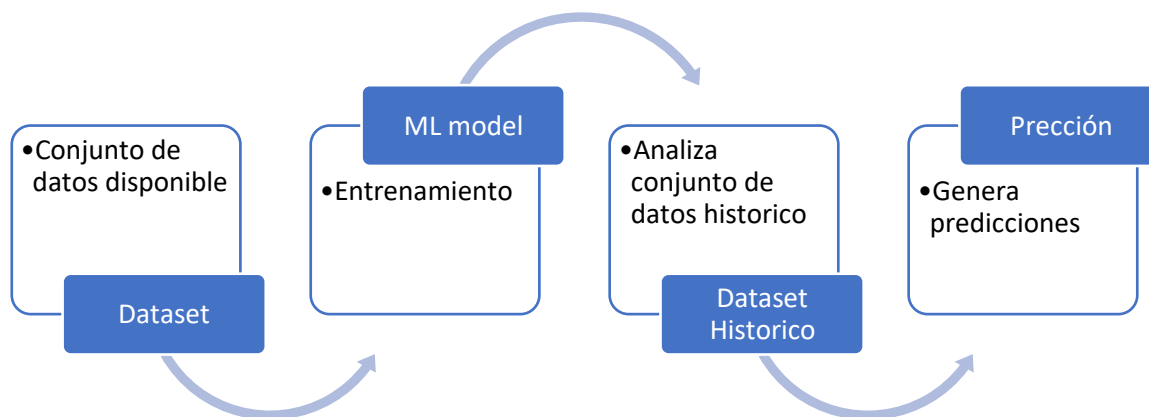 •Conjunto de
datos disponible
Dataset
ML model
•Entrenamiento
•Analiza
conjunto de
datos historico
Dataset
Historico
Prección
•Genera
predicciones